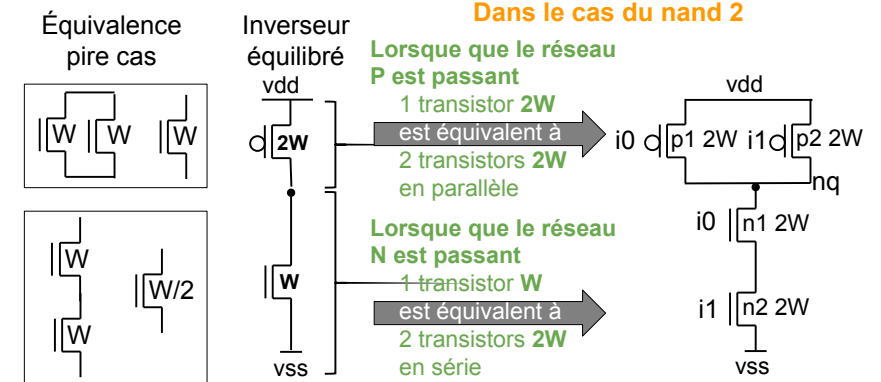 Dans le cas du nand 2
Équivalence
pire cas
Inverseur
équilibré
Lorsque que le réseau
P est passant
1 transistor 2W
est équivalent à
2 transistors 2W
en parallèle
Lorsque que le réseau
N est passant
1 transistor W
est équivalent à
2 transistors 2W
en série
W W W
W
W
W/2
vdd
2W
W
vss
vdd
i0 p1 2W i1 p2 2W
nq
i0 n1 2W
i1 n2 2W
vss